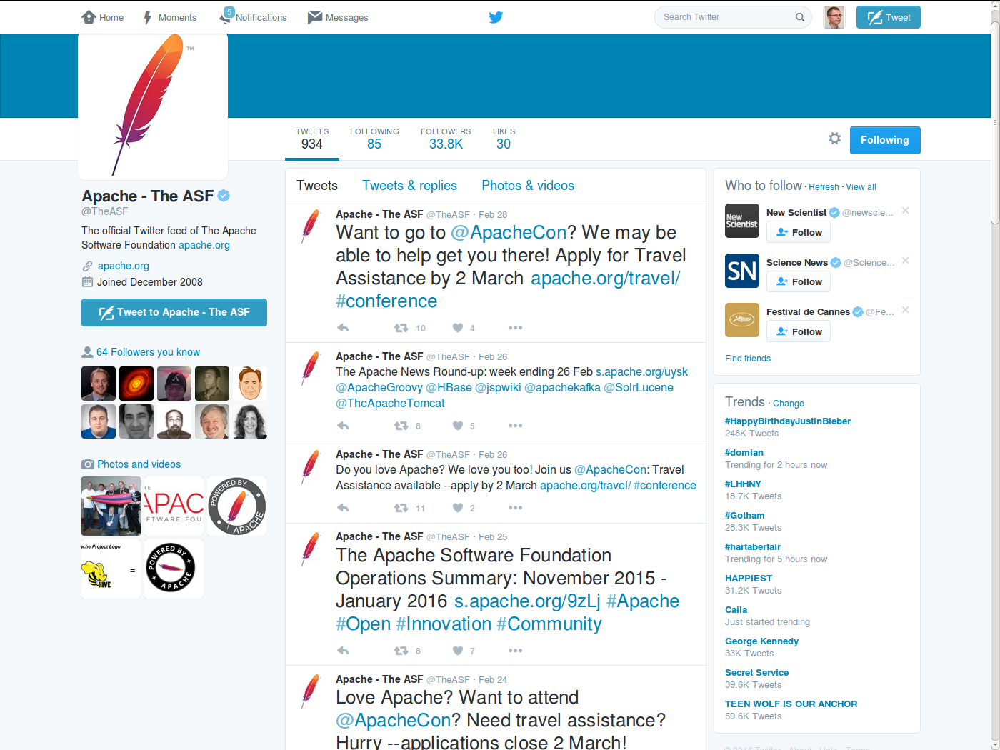 Home
Moments
5
Notifications
Messages
Search Twitter
Tweet
TM
TWEETS FOLLOWING FOLLOWERS LIKES
934 85 33.8K 30
Following
Apache - The ASF
@TheASF
The official Twitter feed of The Apache
Software Foundation apache.org
apache.org
Joined December 2008
Tweet to Apache - The ASF
64 Followers you know
Photos and videos
HE
APAC
OFTWARE FOU
POWERED BY
APACHE
ache Project Logo
HIVE
=
POWERED BY
APACHE
Tweets Tweets & replies Photos & videos
Apache - The ASF @TheASF · Feb 28
Want to go to @ApacheCon? We may be
able to help get you there! Apply for Travel
Assistance by 2 March apache.org/travel/
#conference
10 4
Apache - The ASF @TheASF · Feb 26
The Apache News Round-up: week ending 26 Feb s.apache.org/uysk
@ApacheGroovy @HBase @jspwiki @apachekafka @SolrLucene
@TheApacheTomcat
8 5
Apache - The ASF @TheASF · Feb 26
Do you love Apache? We love you too! Join us @ApacheCon: Travel
Assistance available --apply by 2 March apache.org/travel/ #conference
11 2
Apache - The ASF @TheASF · Feb 25
The Apache Software Foundation
Operations Summary: November 2015 -
January 2016 s.apache.org/9zLj #Apache
#Open #Innovation #Community
8 7
Apache - The ASF @TheASF · Feb 24
Love Apache? Want to attend
@ApacheCon? Need travel assistance?
Hurry --applications close 2 March!
Who to follow · Refresh · View all
New Scientist
New Scientist @newscie...
Follow
SN
Science News @Science...
Follow
Festival de Cannes @Fe...
Follow
Find friends
Trends · Change
#HappyBirthdayJustinBieber
248K Tweets
#domian
Trending for 2 hours now
#LHHNY
18.7K Tweets
#Gotham
28.3K Tweets
#hartaberfair
Trending for 5 hours now
HAPPIEST
31.2K Tweets
Caila
Just started trending
George Kennedy
33K Tweets
Secret Service
39.6K Tweets
TEEN WOLF IS OUR ANCHOR
59.6K Tweets
© 2016 Twitter About Help Terms